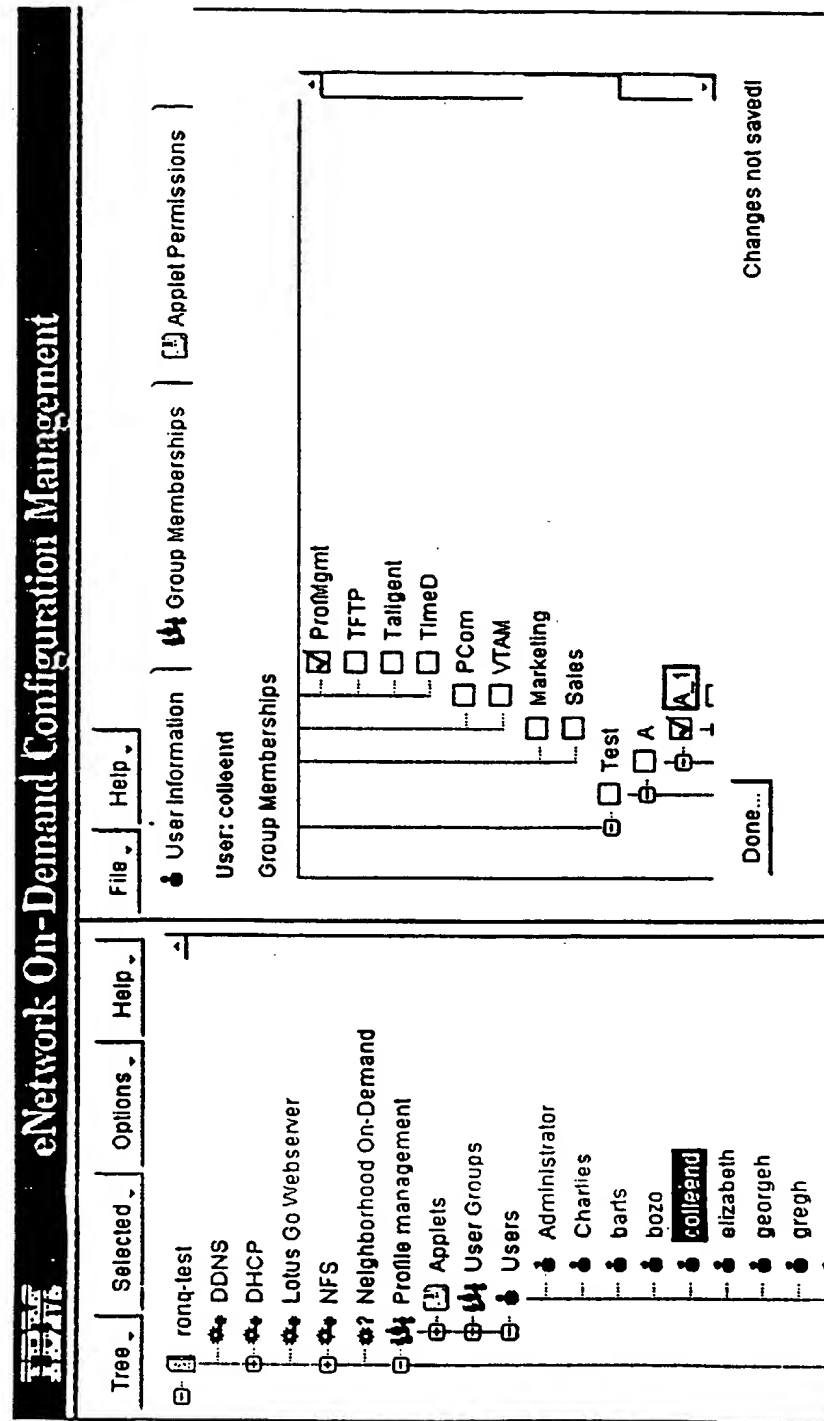 IBM
eNetwork On-Demand Configuration Management
Tree
Selected
Options
Help
ronq-test
DDNS
DHCP
Lotus Go Webserver
NFS
Neighborhood On-Demand
Profile management
Applets
User Groups
Users
Administrator
Charlies
barts
bozo
colleend
elizabeth
georgeh
gregh
File
Help
User Information
Group Memberships
Applet Permissions
User: colleend
Group Memberships
ProfMgmt
TFTP
Taligent
TimeD
PCom
VTAM
Marketing
Sales
Test
A
A_1
Done...
Changes not saved!